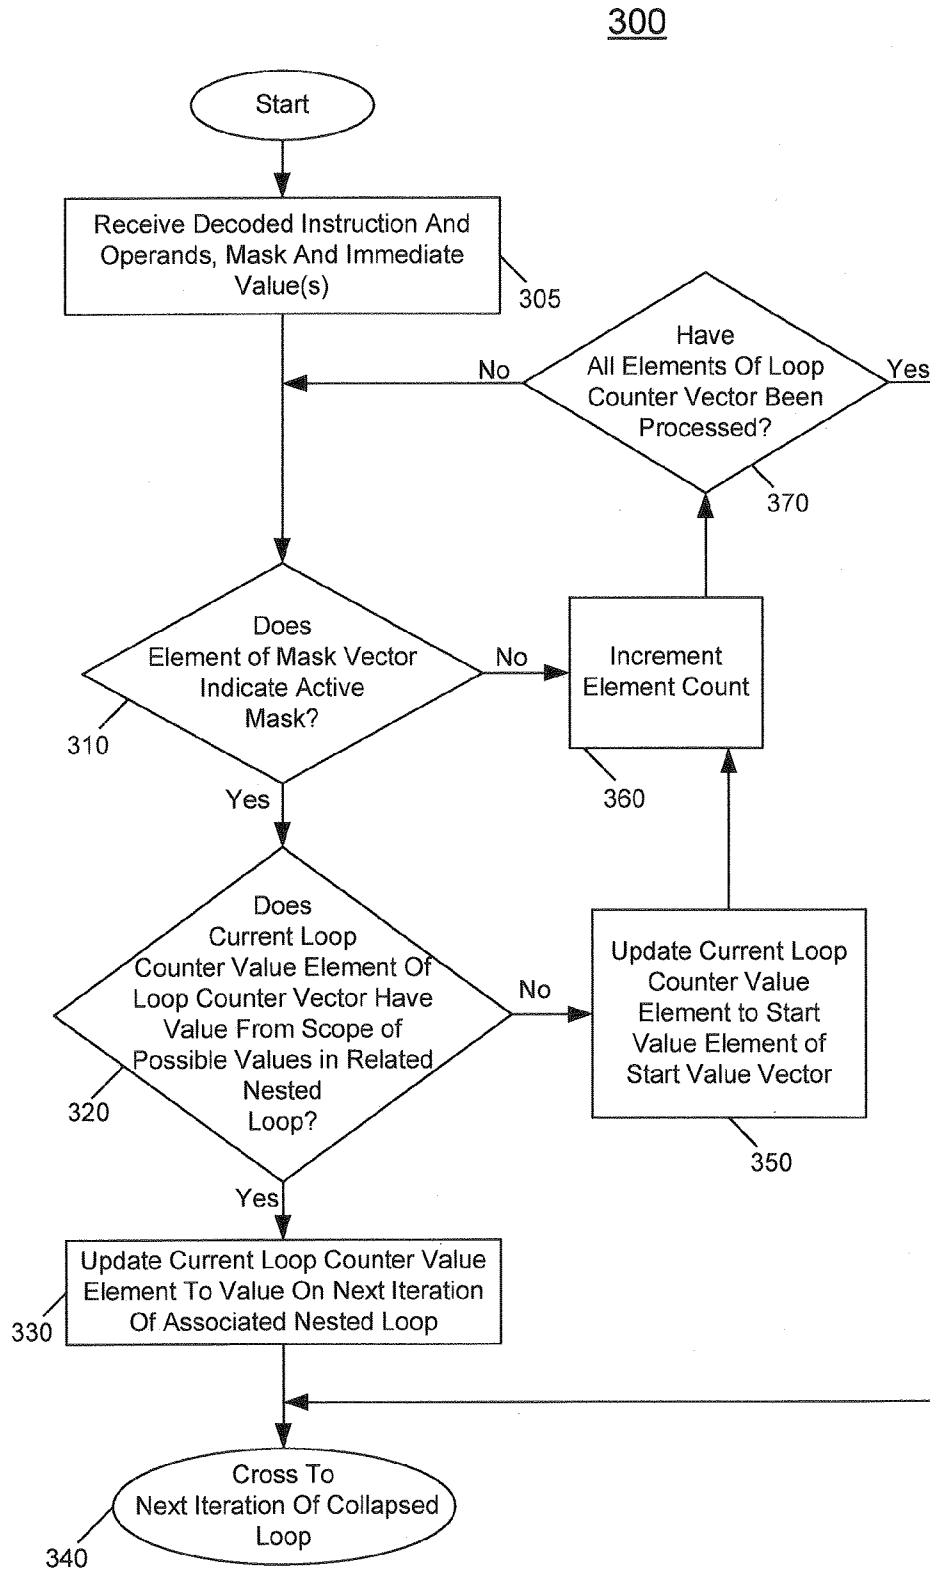 300
Start
Receive Decoded Instruction And
Operands, Mask And Immediate
Value(s)
305
Have
All Elements Of Loop
Counter Vector Been
Processed?
No
Yes
370
Does
Element of Mask Vector
Indicate Active
Mask?
No
310
Yes
Increment
Element Count
360
Does
Current Loop
Counter Value Element Of
Loop Counter Vector Have
Value From Scope of
Possible Values in Related
Nested
Loop?
No
320
Yes
Update Current Loop
Counter Value
Element to Start
Value Element of
Start Value Vector
350
Update Current Loop Counter Value
Element To Value On Next Iteration
Of Associated Nested Loop
330
Cross To
Next Iteration Of Collapsed
Loop
340